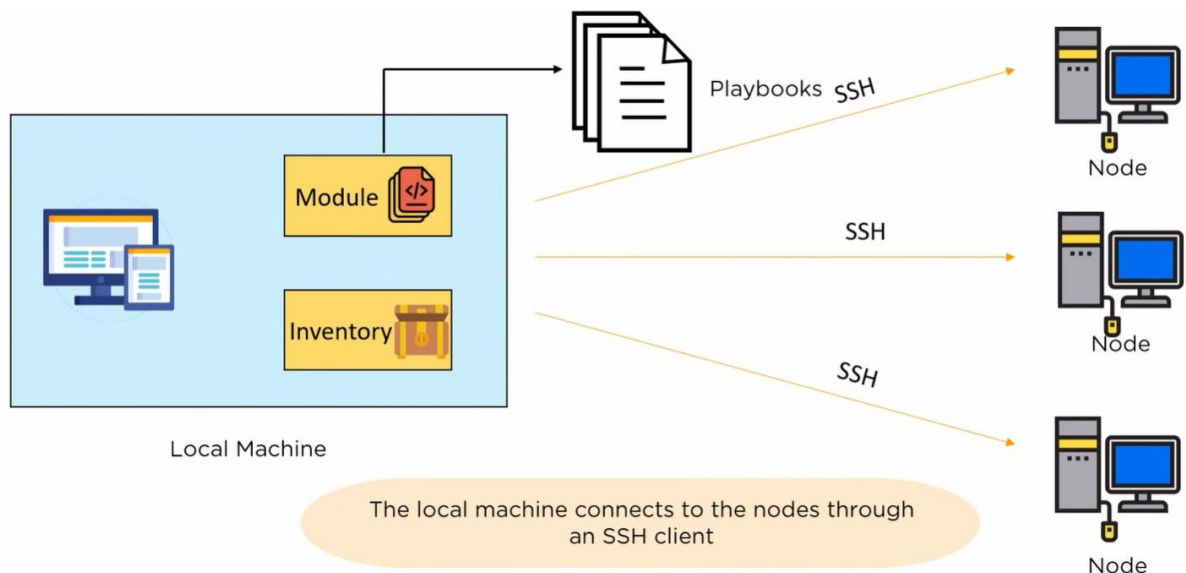 Playbooks
SSH
Module
Inventory
Local Machine
SSH
SSH
Node
Node
Node
The local machine connects to the nodes through
an SSH client